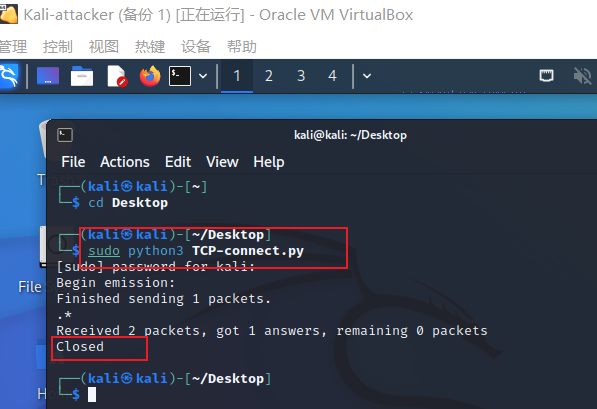 Kali-attacker (备份 1) [正在运行] - Oracle VM VirtualBox
管理 控制 视图 热键 设备 帮助
1 2 3 4
kali@kali: ~/Desktop
File Actions Edit View Help
┌──(kali㉿kali)-[~]
└─$ cd Desktop
┌──(kali㉿kali)-[~/Desktop]
└─$ sudo python3 TCP-connect.py
[sudo] password for kali:
Begin emission:
Finished sending 1 packets.
.*
Received 2 packets, got 1 answers, remaining 0 packets
Closed
┌──(kali㉿kali)-[~/Desktop]
└─$
File